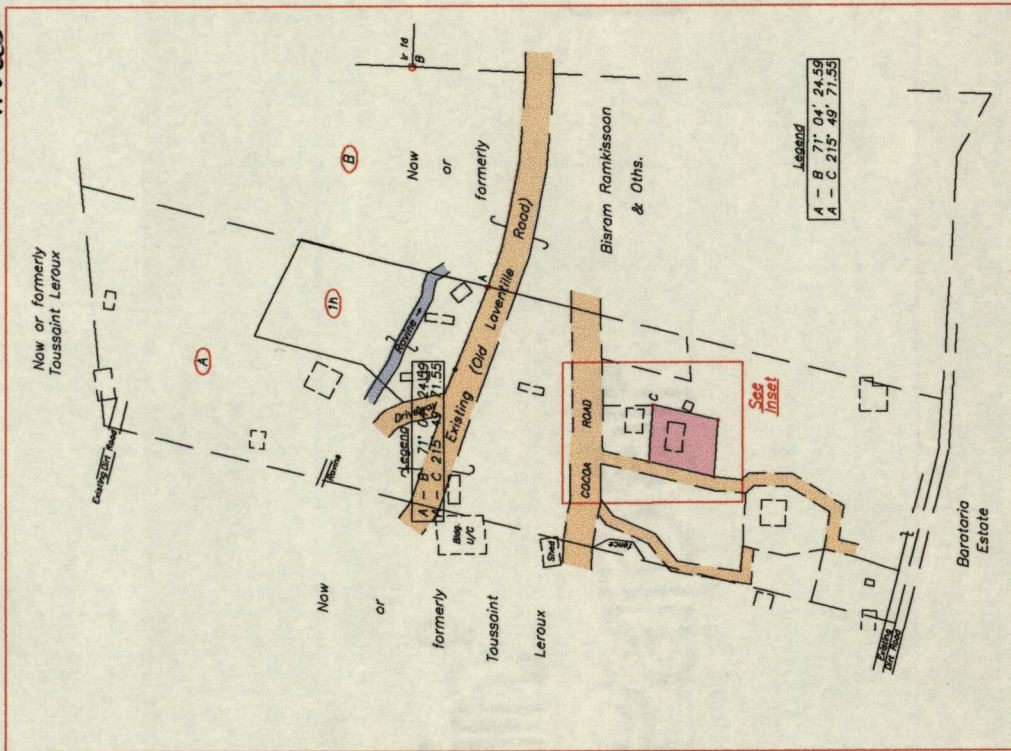 Now or formerly
Toussaint Leroux
A
B
1h
Ir fd
B
Now
or
formerly
Existing Dirt Road
Ravine
Ravine
Driveway
Legend
A - B 71° 04' 24.59
A - C 215° 49' 71.55
Existing (Old Laventille Road)
A
Bisram Ramkissoon
& Oths.
Bldg.
U/C
Shed
fence
COCOA ROAD
C
See
Inset
Now
or
formerly
Toussaint
Leroux
Legend
A - B 71° 04' 24.59
A - C 215° 49' 71.55
Existing
Dirt Road
Barataria
Estate